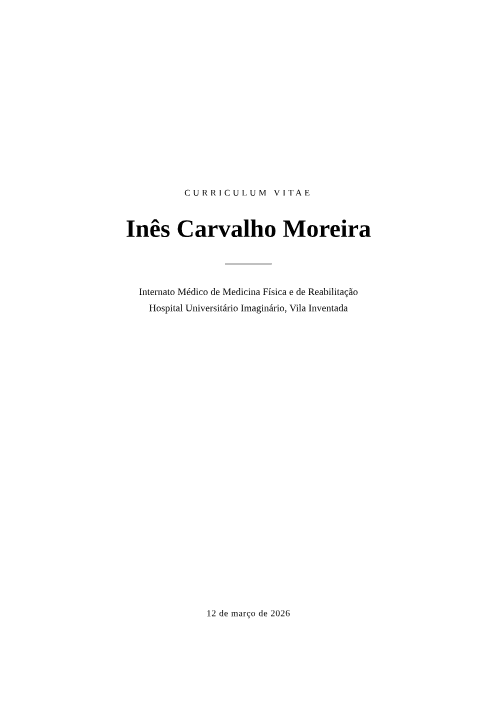 CURRICULUM VITAE
Inês Carvalho Moreira
Internato Médico de Medicina Física e de Reabilitação
Hospital Universitário Imaginário, Vila Inventada
12 de março de 2026